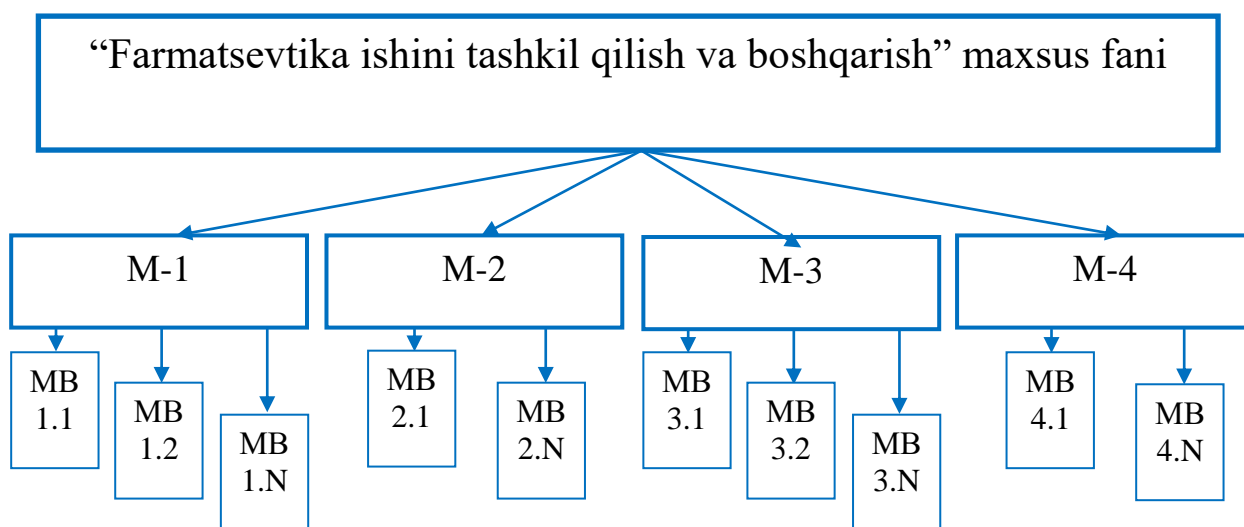 “Farmatsevtika ishini tashkil qilish va boshqarish” maxsus fani
M-1
M-2
M-3
M-4
MB
1.1
MB
1.2
MB
1.N
MB
2.1
MB
2.N
MB
3.1
MB
3.2
MB
3.N
MB
4.1
MB
4.N